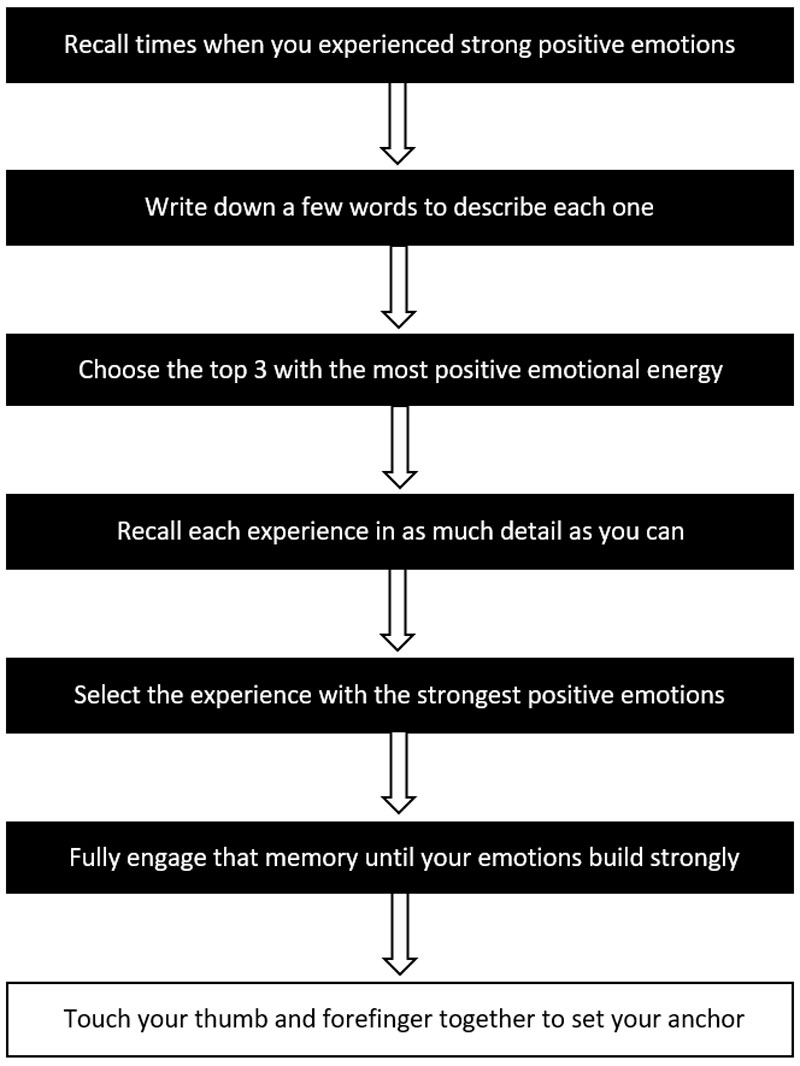 Recall times when you experienced strong positive emotions
Write down a few words to describe each one
Choose the top 3 with the most positive emotional energy
Recall each experience in as much detail as you can
Select the experience with the strongest positive emotions
Fully engage that memory until your emotions build strongly
Touch your thumb and forefinger together to set your anchor